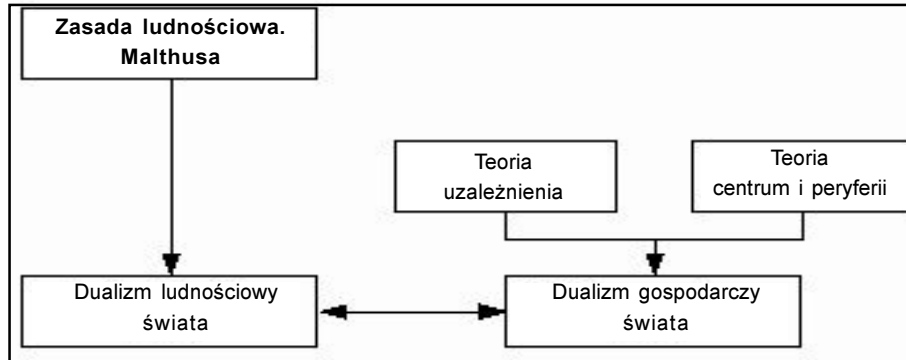 Zasada ludnościowa.
Malthusa
Teoria
uzależnienia
Teoria
centrum i peryferii
Dualizm ludnościowy
świata
Dualizm gospodarczy
świata